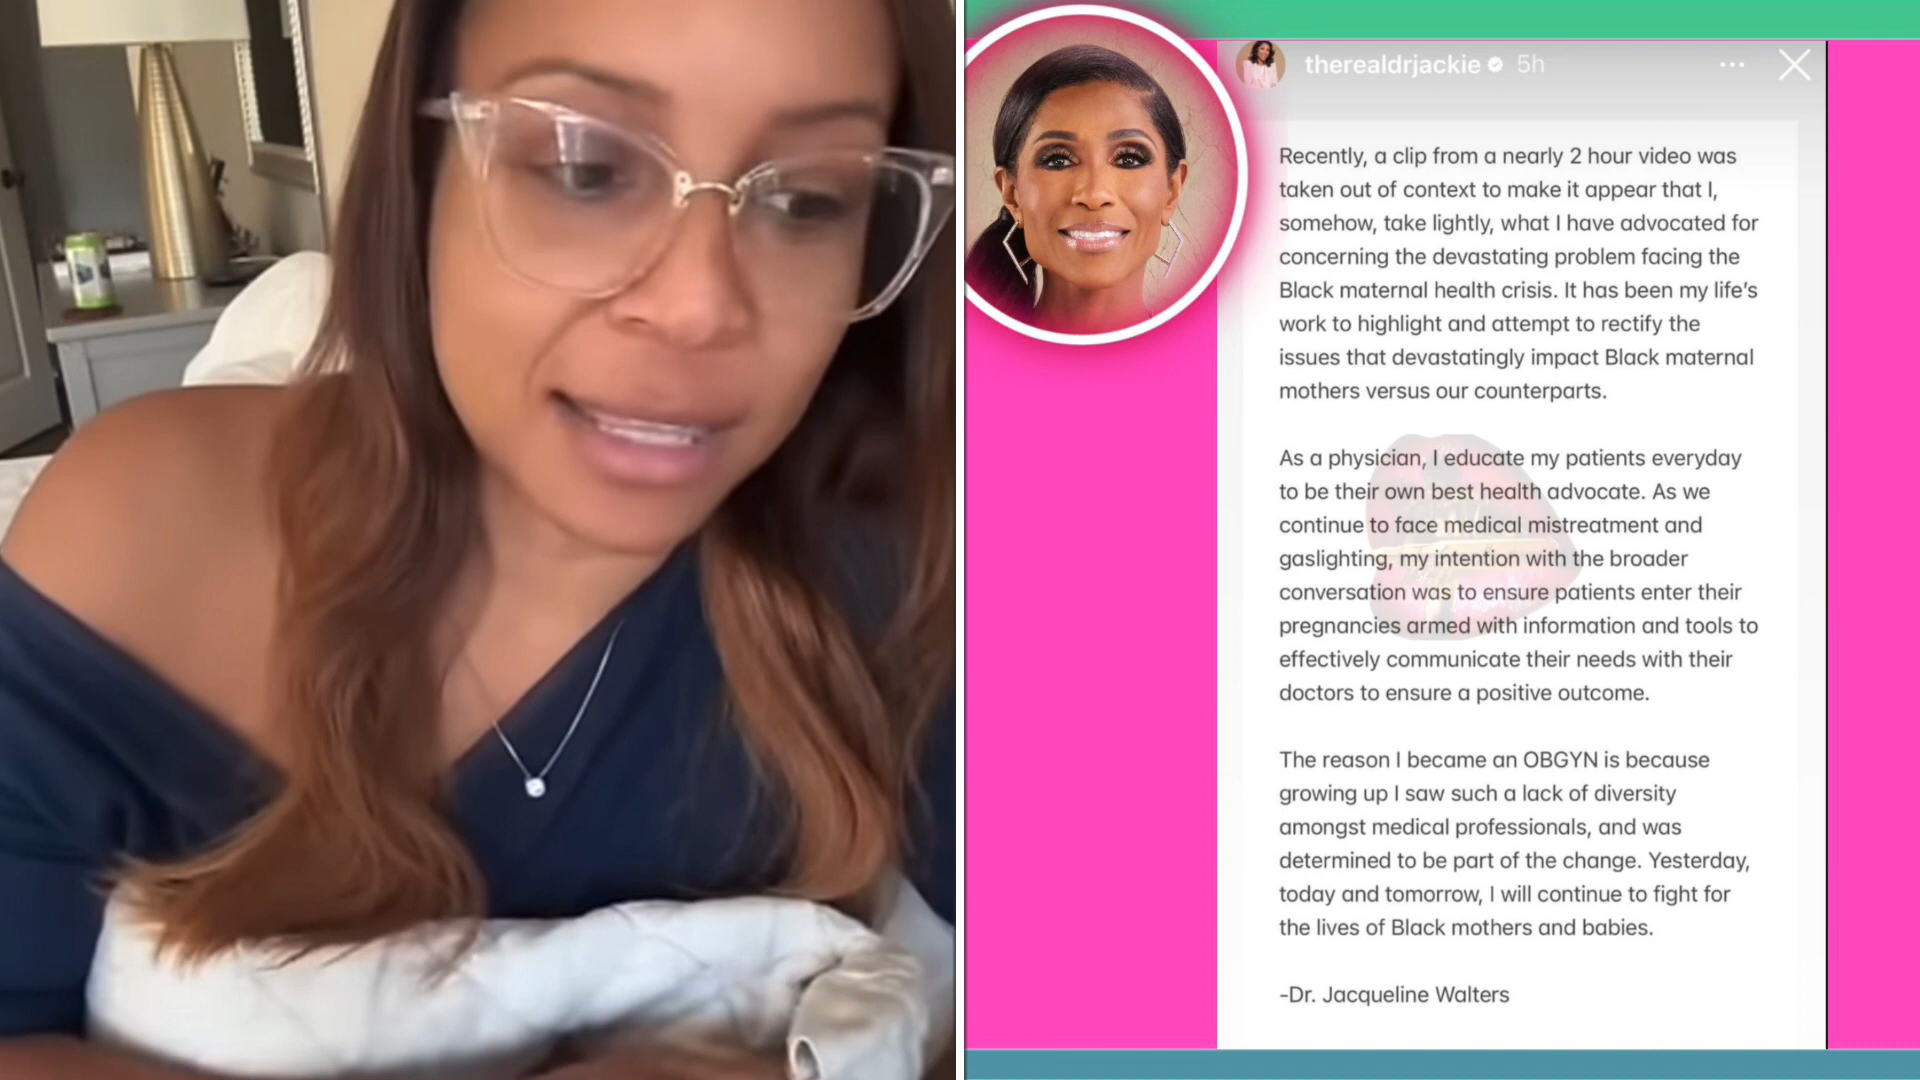 therealdrjackie 5h
Recently, a clip from a nearly 2 hour video was
taken out of context to make it appear that I,
somehow, take lightly, what I have advocated for
concerning the devastating problem facing the
Black maternal health crisis. It has been my life's
work to highlight and attempt to rectify the
issues that devastatingly impact Black maternal
mothers versus our counterparts.
As a physician, I educate my patients everyday
to be their own best health advocate. As we
continue to face medical mistreatment and
gaslighting, my intention with the broader
conversation was to ensure patients enter their
pregnancies armed with information and tools to
effectively communicate their needs with their
doctors to ensure a positive outcome.
The reason I became an OBGYN is because
growing up I saw such a lack of diversity
amongst medical professionals, and was
determined to be part of the change. Yesterday,
today and tomorrow, I will continue to fight for
the lives of Black mothers and babies.
-Dr. Jacqueline Walters